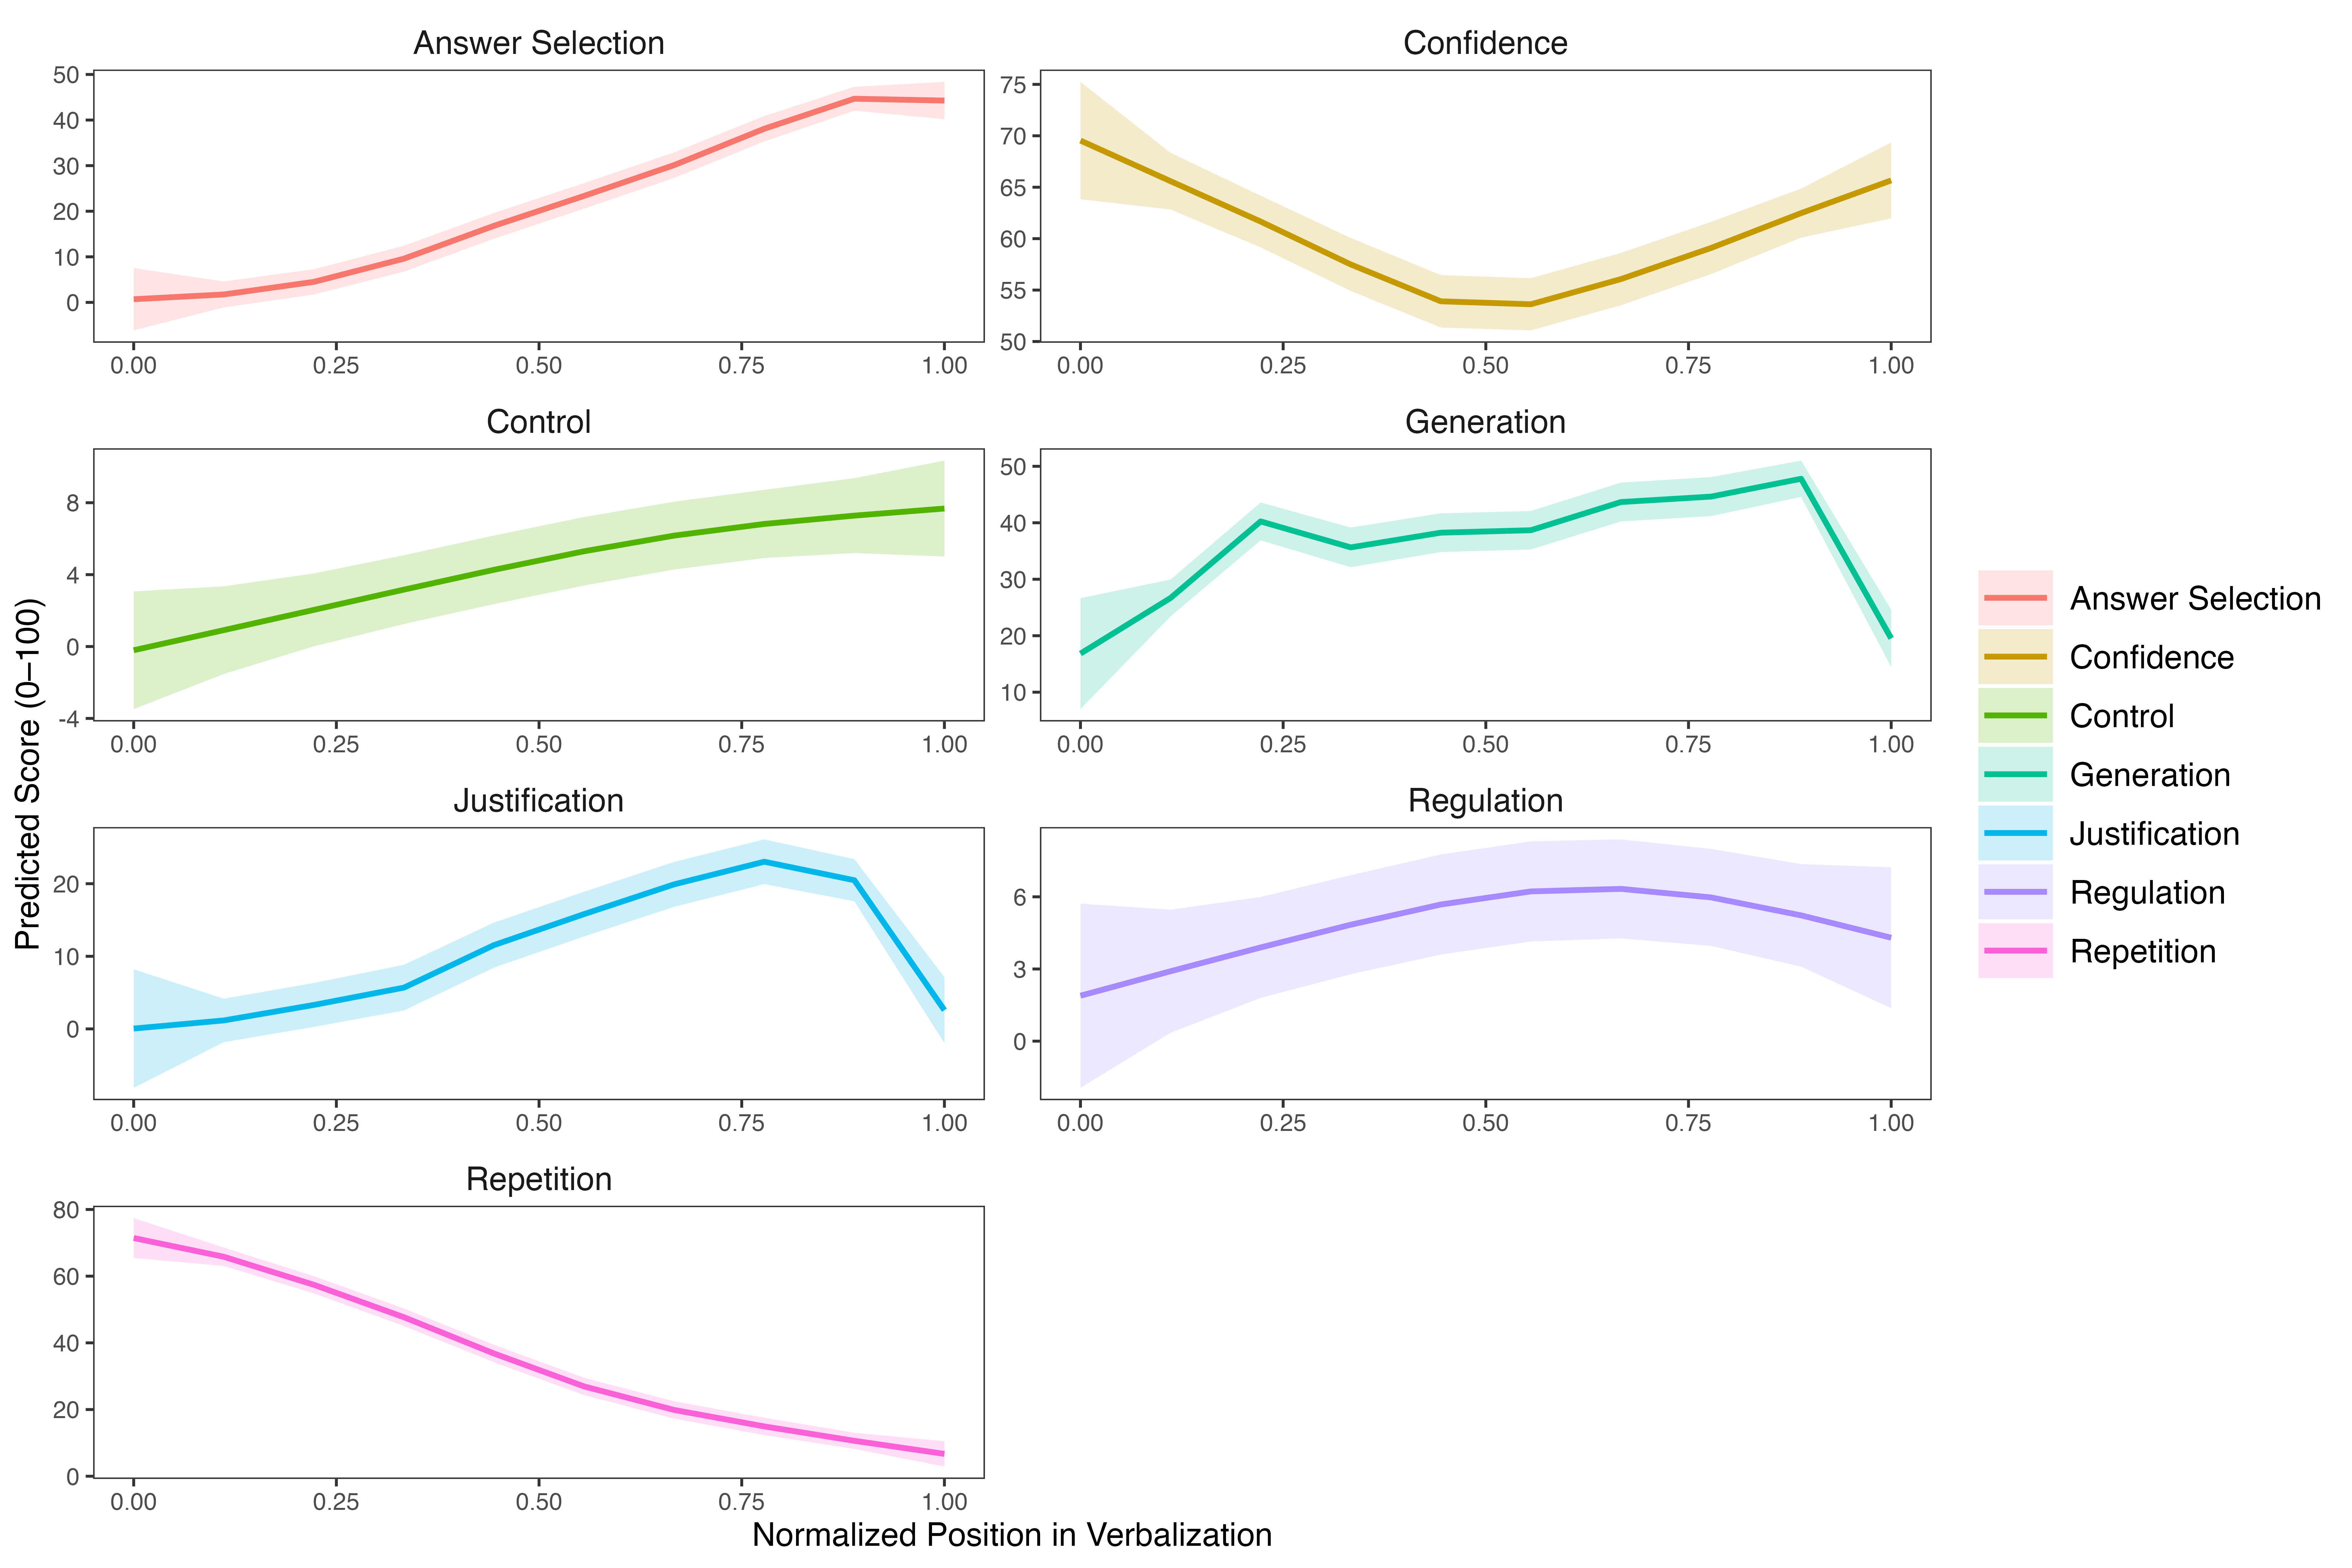 Answer Selection
50
40
30
20
10
0
0.00 0.25 0.50 0.75 1.00
Confidence
75
70
65
60
55
50
0.00 0.25 0.50 0.75 1.00
Control
8
4
0
-4
0.00 0.25 0.50 0.75 1.00
Generation
50
40
30
20
10
0.00 0.25 0.50 0.75 1.00
Justification
20
10
0
0.00 0.25 0.50 0.75 1.00
Regulation
6
3
0
0.00 0.25 0.50 0.75 1.00
Repetition
80
60
40
20
0
0.00 0.25 0.50 0.75 1.00
Predicted Score (0–100)
Normalized Position in Verbalization
Answer Selection
Confidence
Control
Generation
Justification
Regulation
Repetition